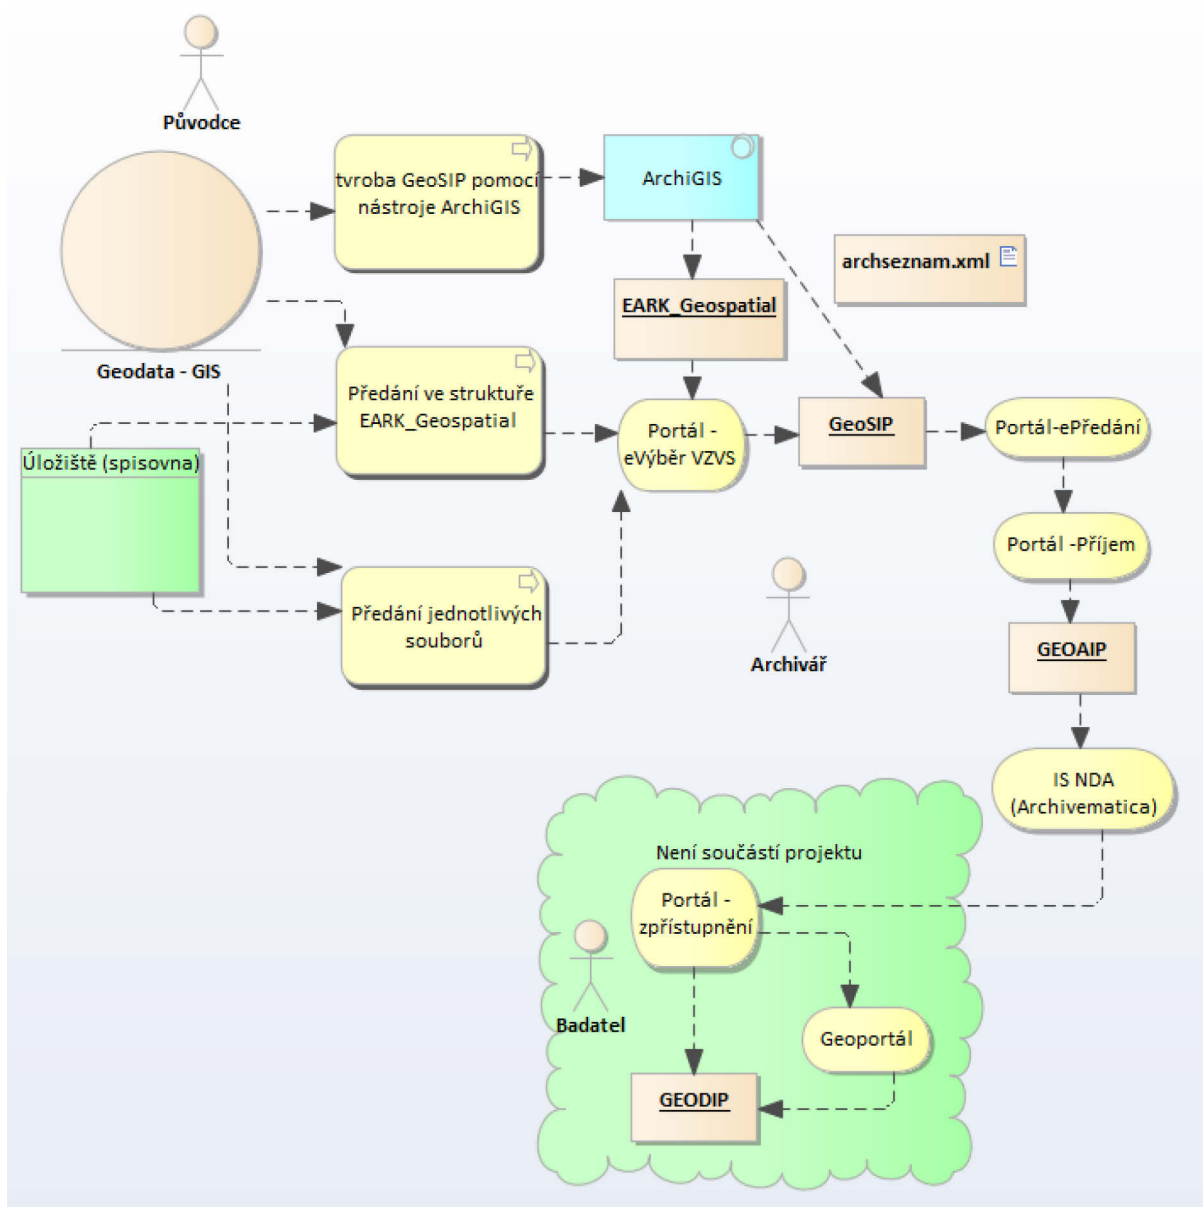 Původce
tvroba GeoSIP pomocí
nástroje ArchiGIS
ArchiGIS
archseznam.xml
EARK_Geospatial
Geodata - GIS
Předání ve struktuře
EARK_Geospatial
Portál -
eVýběr VZVS
GeoSIP
Portál-ePředání
Úložiště (spisovna)
Portál -Příjem
Předání jednotlivých
souborů
Archivář
GEOAIP
IS NDA
(Archivematica)
Není součástí projektu
Portál -
zpřístupnění
Badatel
Geoportál
GEODIP